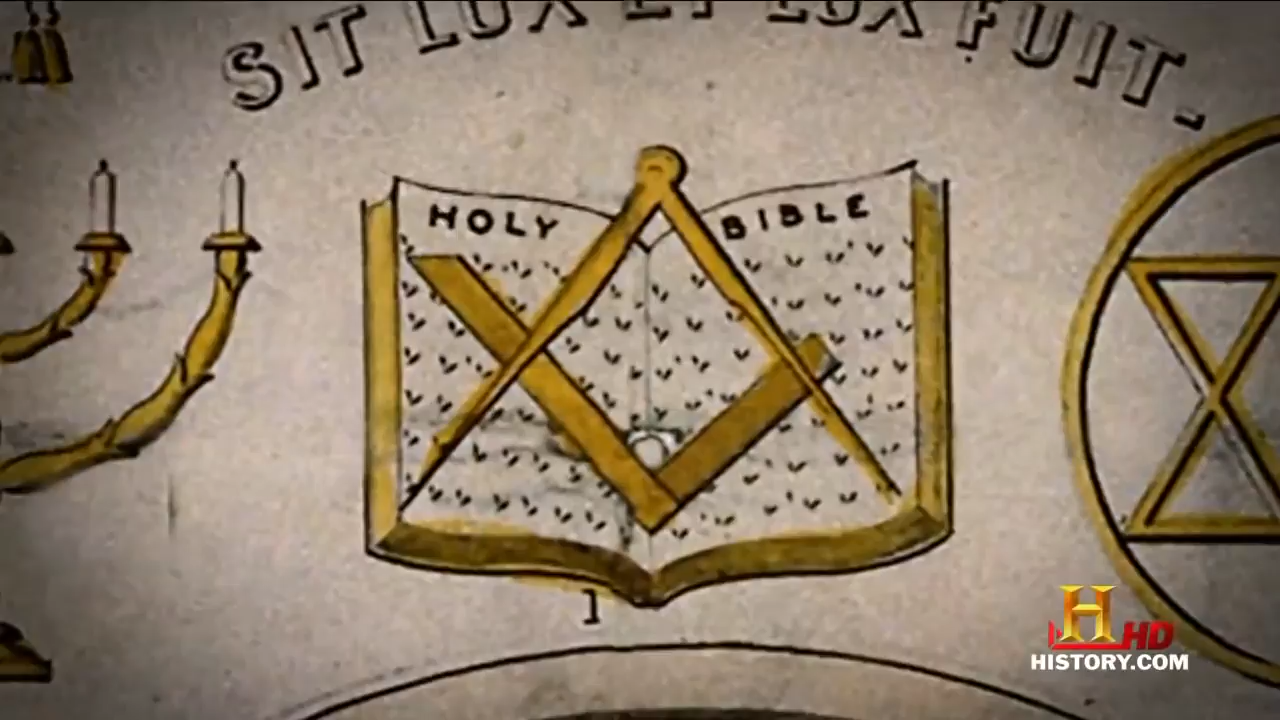 SIT LUX ET LUX FUIT.
HOLY BIBLE
1
H HD
HISTORY.COM